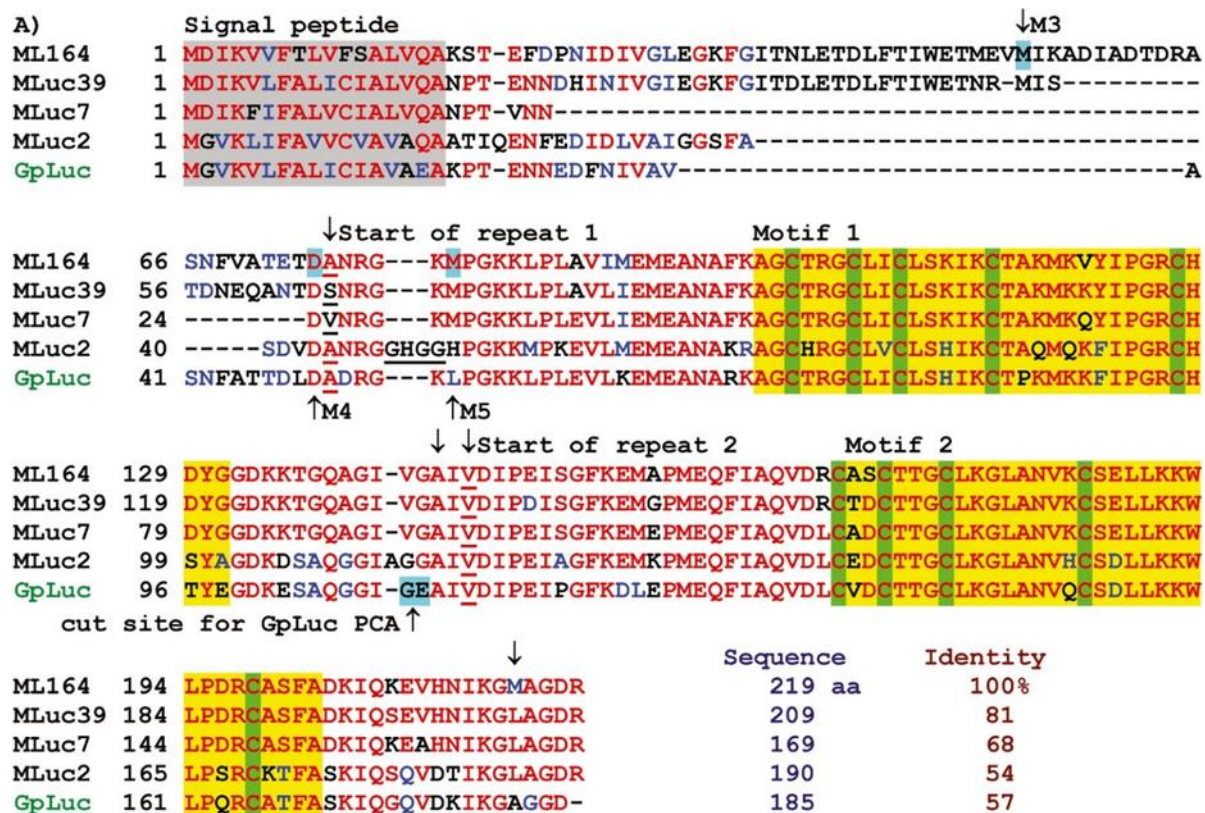 A) Signal peptide ↓M3
ML164 1 MDIKVVFTLVFSALVQAKST-EFDPNIDIVGLEGKFGITNLETDLFTIWETMEVMIKADIADTDRA
MLuc39 1 MDIKVLFALICIALVQANPT-ENNDHINIVGIEGKFGITDLETDLFTIWETNR-MIS---------
MLuc7 1 MDIKFIFALICIALVQANPT-VNN------------------------------------------
MLuc2 1 MGVKLIFAVVCVAVAQAATIQENFEDIDLVAIGGSFA-----------------------------
GpLuc 1 MGVKVLFALICIAVAEAKPT-ENNEDFNIVAV---------------------------------A
↓Start of repeat 1 Motif 1
ML164 66 SNFVATETDANRG---KMPGKKLPLAVIMEMEANAFKAGCTRGCLICLSKIKCTAKMKVYIPGRCH
MLuc39 56 TDNEQANTDSNRG---KMPGKKLPLAVLIEMEANAFKAGCTRGCLICLSKIKCTAKMKKYIPGRCH
MLuc7 24 --------DVNRG---KMPGKKLPLEVLIEMEANAFKAGCTRGCLICLSKIKCTAKMKQYIPGRCH
MLuc2 40 -----SDVDANRGGHGGHPGKKMPKEVLMEMEANAKRAGCHRGCLVCLSHIKCTAQMQKFIPGRCH
GpLuc 41 SNFATTDLDADRG---KLPGKKLPLEVLKEMEANARKAGCTRGCLICLSHIKCTPKMKKFIPGRCH
↑M4 ↑M5
↓ ↓Start of repeat 2 Motif 2
ML164 129 DYGGDKKTGQAGI-VGAIVDIPEISGFKEMAPMEQFIAQVDRCASCTTGCLKGLANVKCSELLKKW
MLuc39 119 DYGGDKKTGQAGI-VGAIVDIPDISGFKEMGPMEQFIAQVDRCTDCTTGCLKGLANVKCSELLKKW
MLuc7 79 DYGGDKKTGQAGI-VGAIVDIPEISGFKEMEPMEQFIAQVDLCADCTTGCLKGLANVKCSELLKKW
MLuc2 99 SYAGDKDSAQGGIAGGAIVDIPEIAGFKEMKPMEQFIAQVDLCEDCTTGCLKGLANVHCSDLLKKW
GpLuc 96 TYEGDKESAQGGI-GEAIVDIPEIPGFKDLEPMEQFIAQVDLCVDCTTGCLKGLANVQCSDLLKKW
cut site for GpLuc PCA↑
↓ Sequence Identity
ML164 194 LPDRCASFADKIQKEVHNIKGMAGDR 219 aa 100%
MLuc39 184 LPDRCASFADKIQSEVHNIKGLAGDR 209 81
MLuc7 144 LPDRCASFADKIQKEAHNIKGLAGDR 169 68
MLuc2 165 LPSRCKTFASKIQSQVDTIKGLAGDR 190 54
GpLuc 161 LPQRCATFASKIQGQVDKIKGAGGD- 185 57